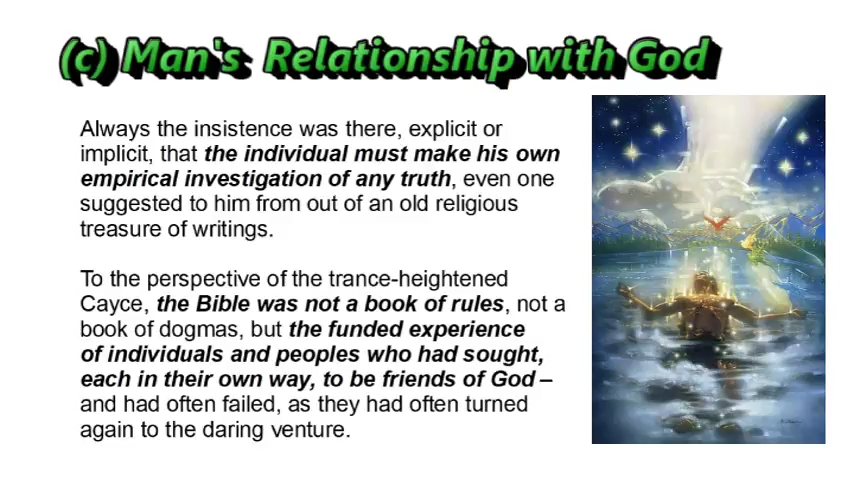 (c) Man's Relationship with God
Always the insistence was there, explicit or
implicit, that the individual must make his own
empirical investigation of any truth, even one
suggested to him from out of an old religious
treasure of writings.
To the perspective of the trance-heightened
Cayce, the Bible was not a book of rules, not a
book of dogmas, but the funded experience
of individuals and peoples who had sought,
each in their own way, to be friends of God –
and had often failed, as they had often turned
again to the daring venture.